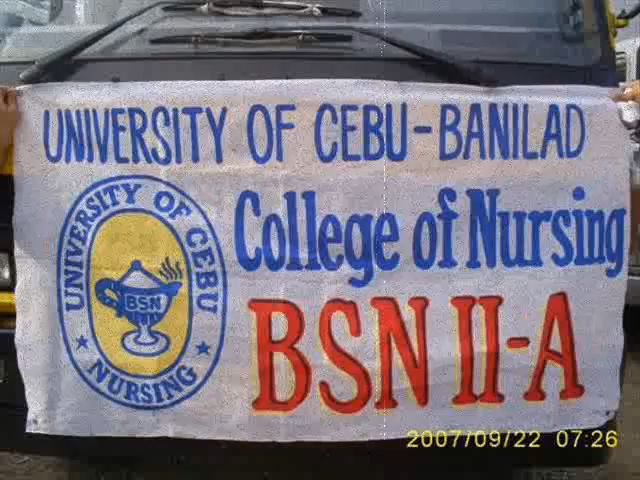 UNIVERSITY OF CEBU-BANILAD
College of Nursing
BSN II-A
UNIVERSITY OF CEBU
BSN
NURSING
2007/09/22 07:26